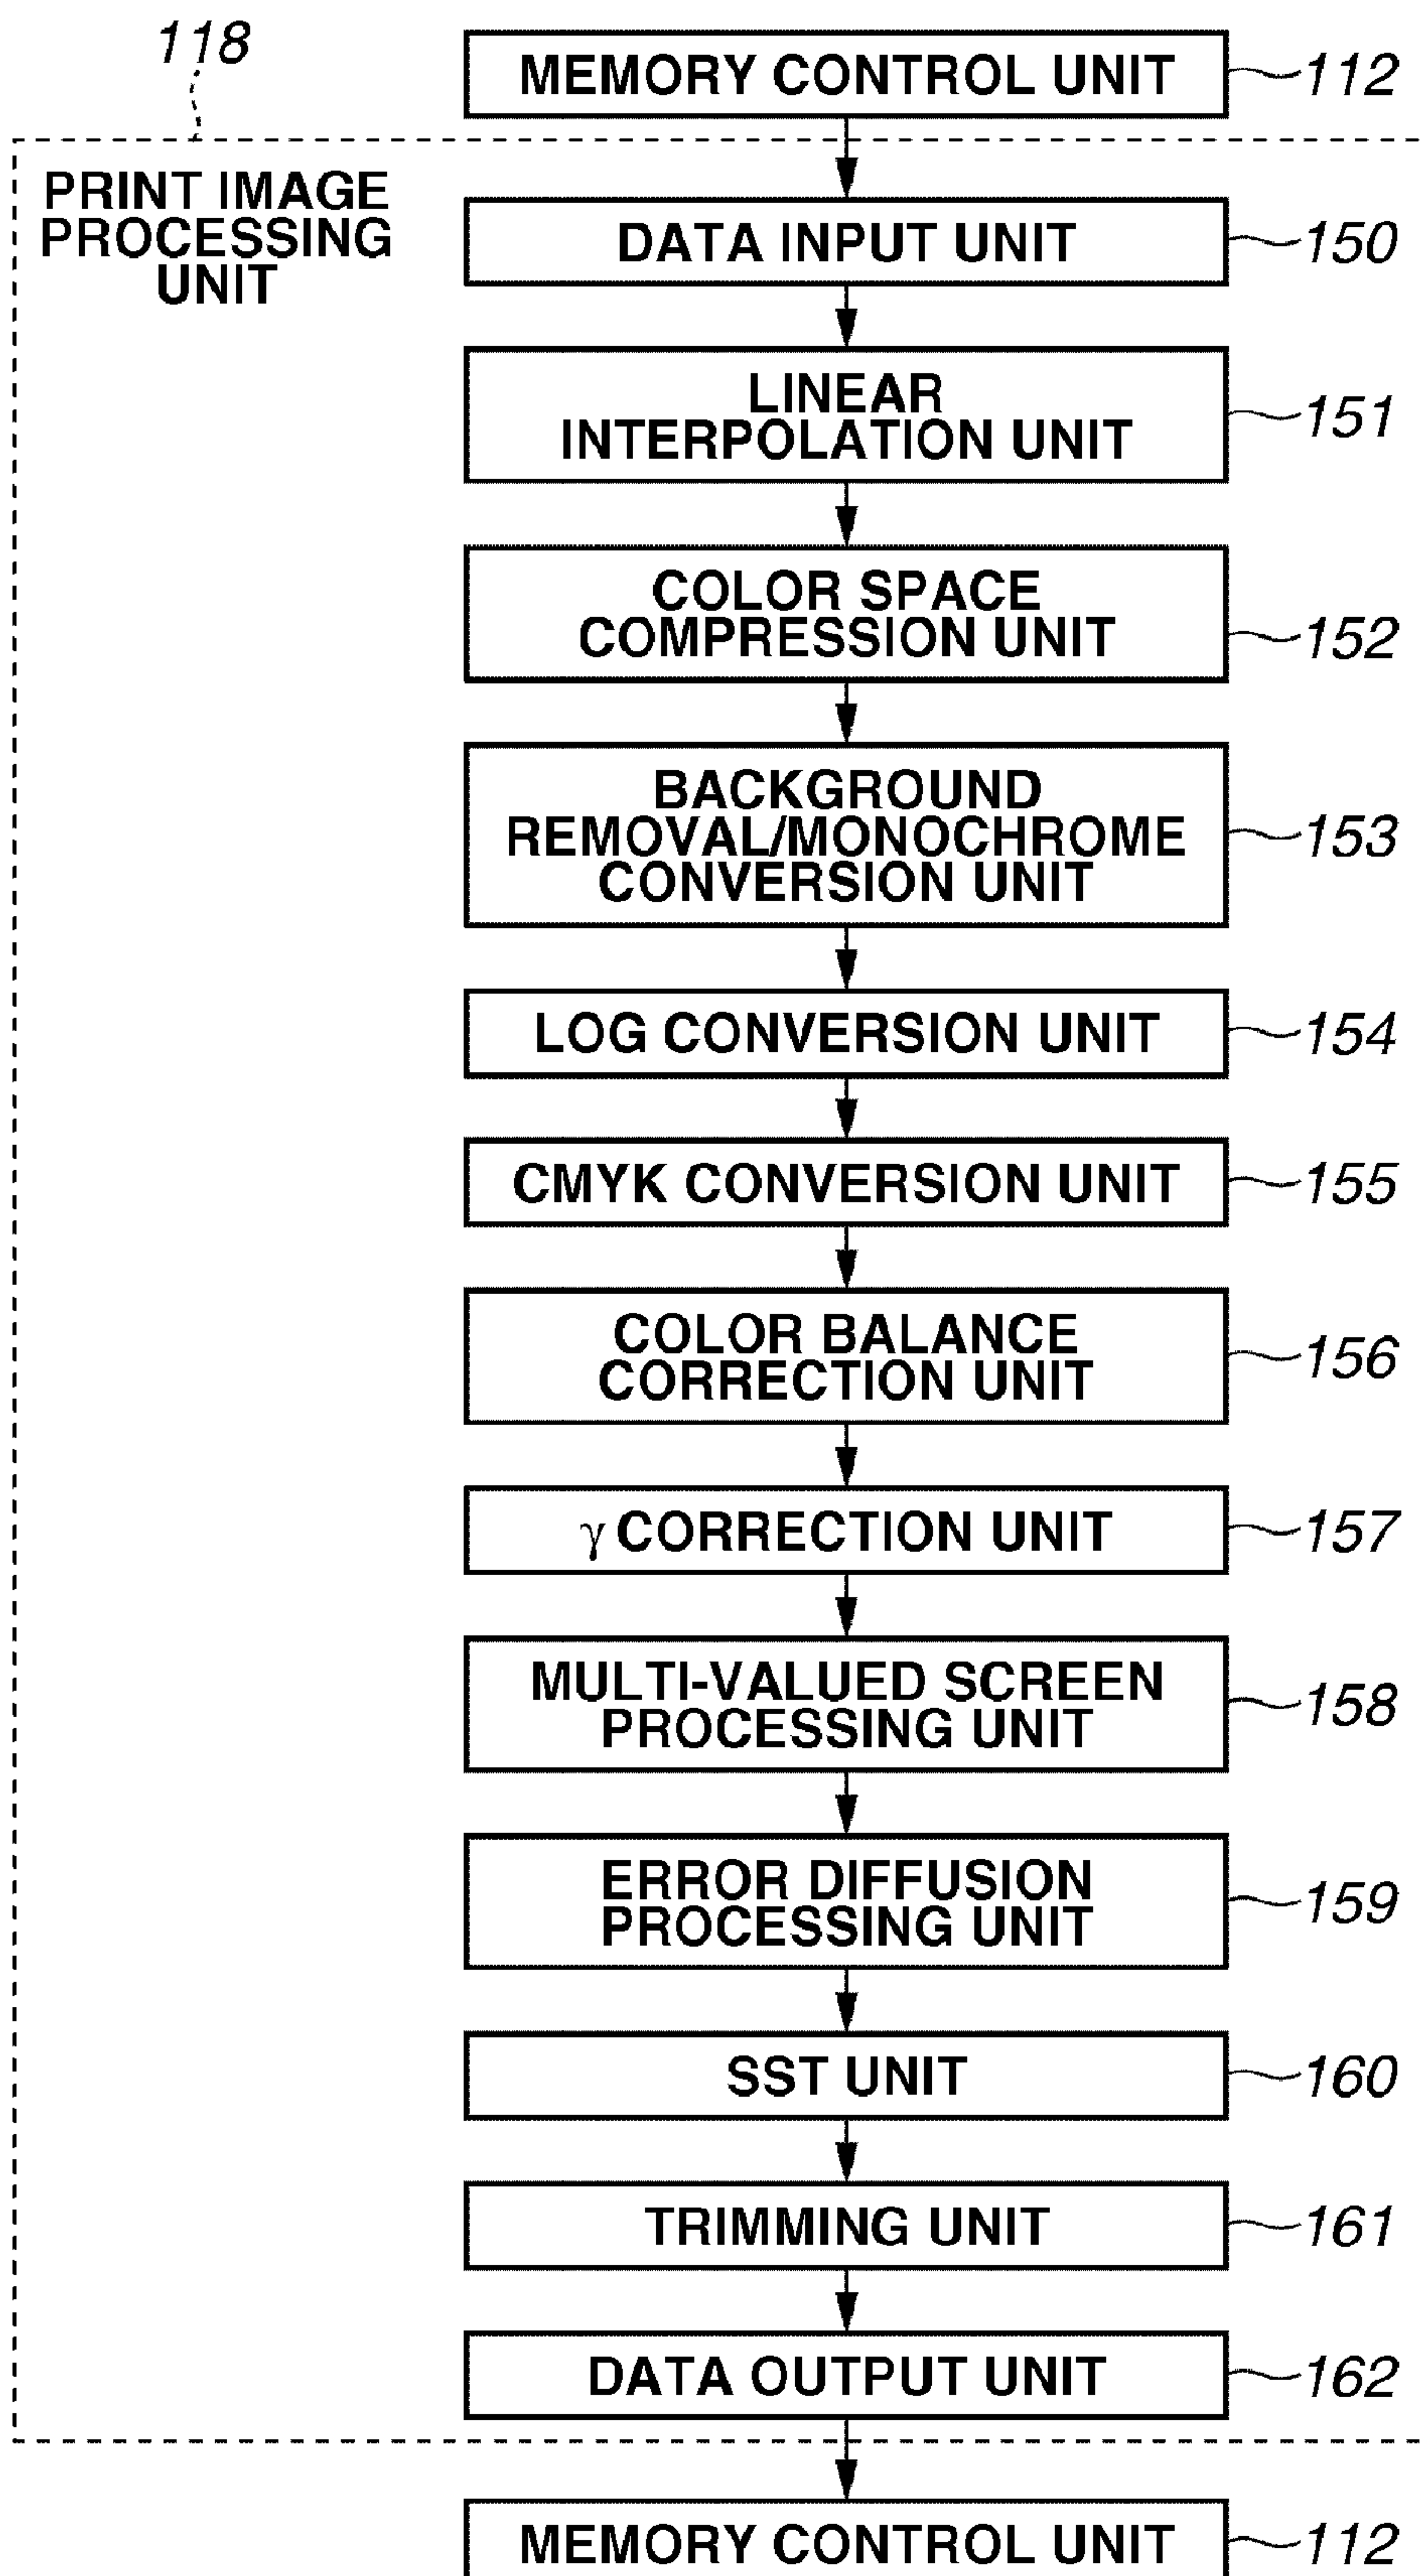 118
MEMORY CONTROL UNIT 112
PRINT IMAGE
PROCESSING
UNIT
DATA INPUT UNIT 150
LINEAR
INTERPOLATION UNIT 151
COLOR SPACE
COMPRESSION UNIT 152
BACKGROUND
REMOVAL/MONOCHROME 153
CONVERSION UNIT
LOG CONVERSION UNIT 154
CMYK CONVERSION UNIT 155
COLOR BALANCE
CORRECTION UNIT 156
γ CORRECTION UNIT 157
MULTI-VALUED SCREEN
PROCESSING UNIT 158
ERROR DIFFUSION
PROCESSING UNIT 159
SST UNIT 160
TRIMMING UNIT 161
DATA OUTPUT UNIT 162
MEMORY CONTROL UNIT 112